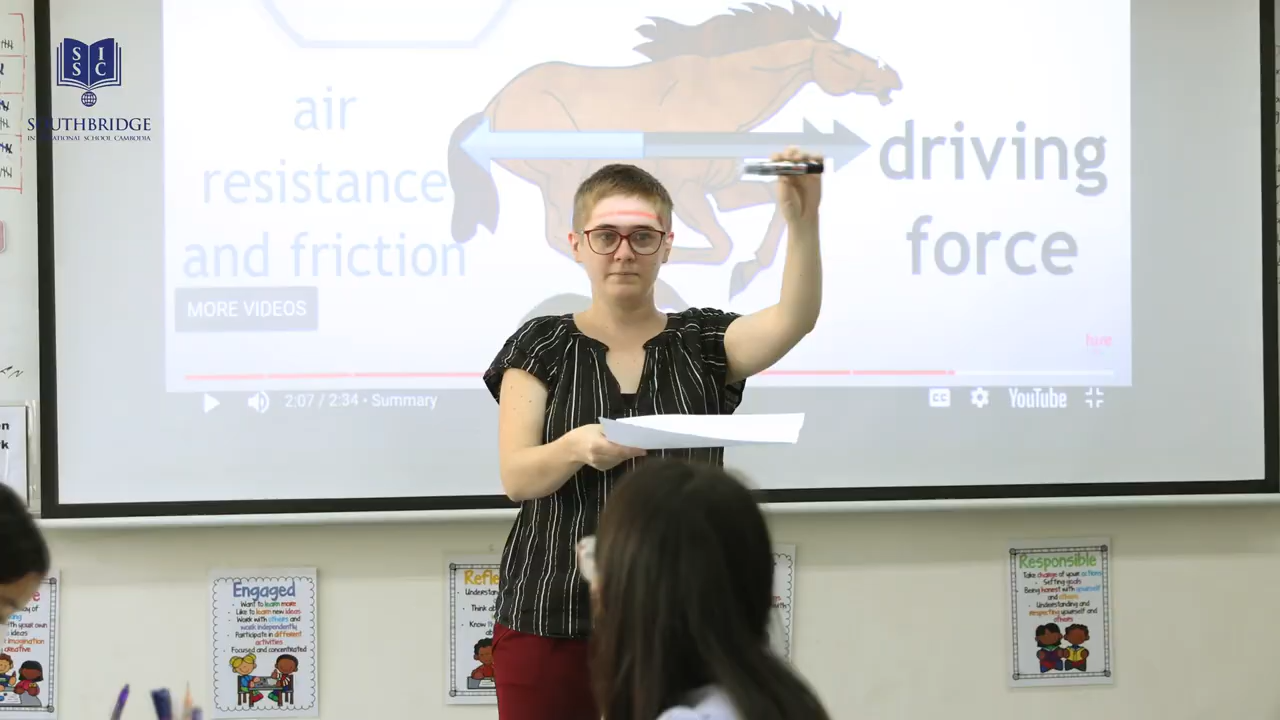 S I
S C
SOUTHBRIDGE
INTERNATIONAL SCHOOL CAMBODIA
air
resistance
and friction
driving
force
MORE VIDEOS
2:07 / 2:34 • Summary
CC
YouTube
Engaged
- Want to learn more
- Like to learn new ideas
- Work with others and
work independently
- Participate in different
activities
- Focused and concentrated
Responsible
- Take charge of your actions
- Setting goals
- Being honest with yourself
and others
- Understanding and
respecting yourself and
others